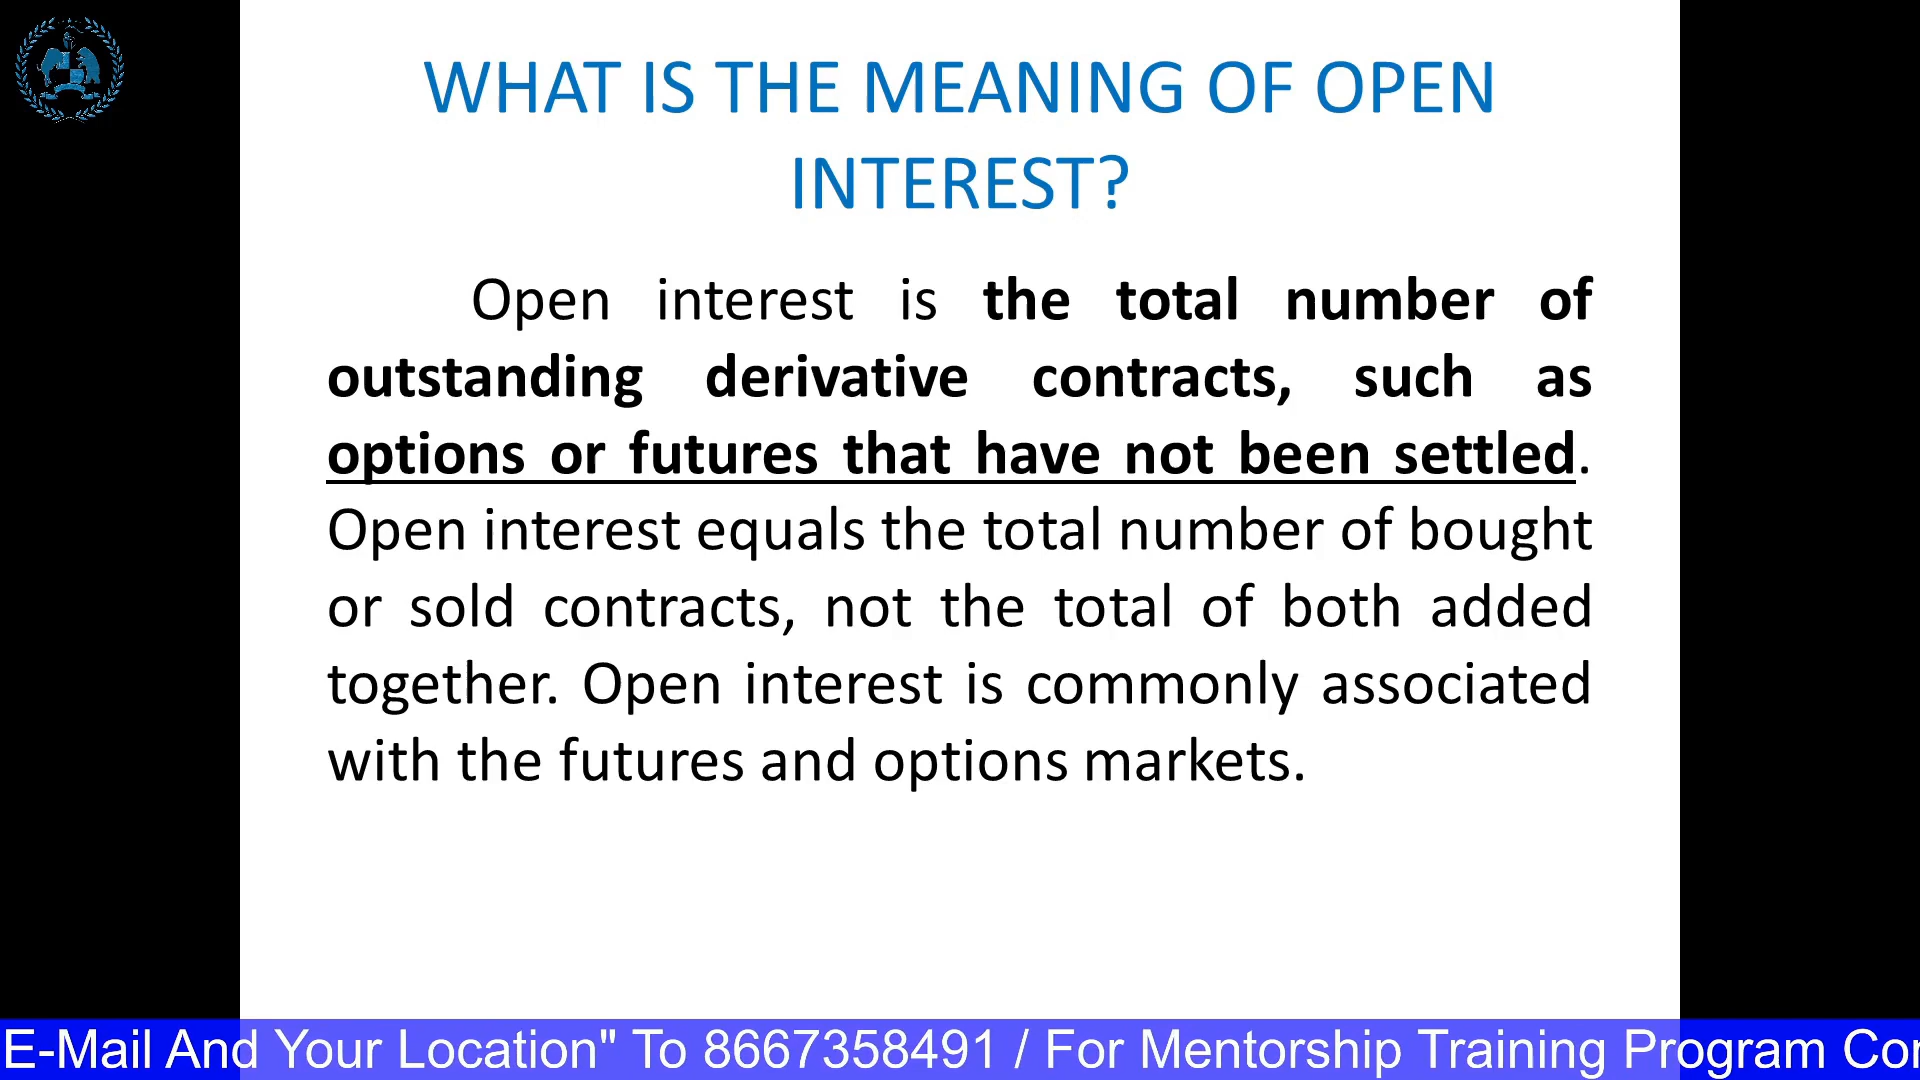 WHAT IS THE MEANING OF OPEN
INTEREST?
Open interest is the total number of
outstanding derivative contracts, such as
options or futures that have not been settled.
Open interest equals the total number of bought
or sold contracts, not the total of both added
together. Open interest is commonly associated
with the futures and options markets.
E-Mail And Your Location" To 8667358491 / For Mentorship Training Program